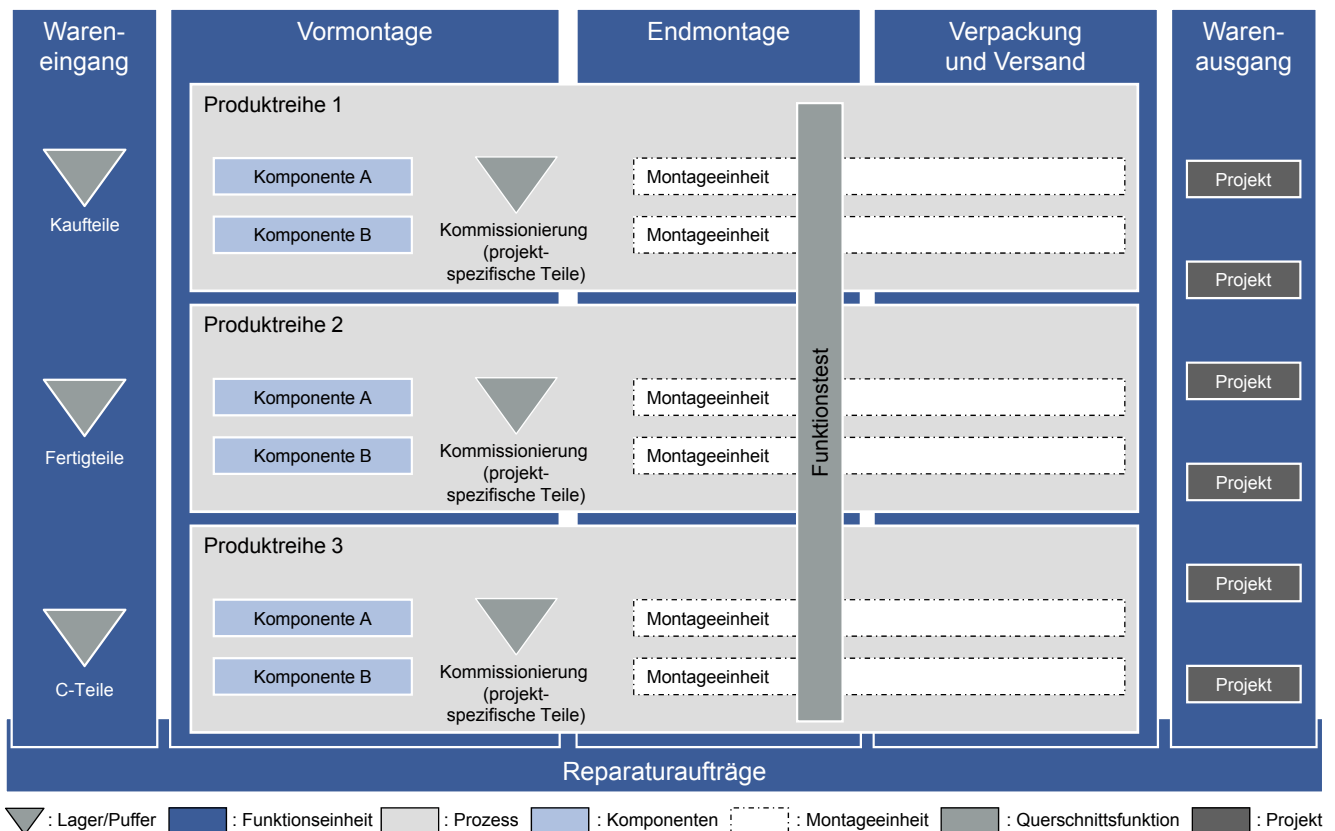 Waren-
eingang
Vormontage
Endmontage
Verpackung
und Versand
Waren-
ausgang
Kaufteile
Fertigteile
C-Teile
Produktreihe 1
Komponente A
Komponente B
Kommissionierung
(projekt-
spezifische Teile)
Montageeinheit
Montageeinheit
Produktreihe 2
Komponente A
Komponente B
Kommissionierung
(projekt-
spezifische Teile)
Montageeinheit
Montageeinheit
Produktreihe 3
Komponente A
Komponente B
Kommissionierung
(projekt-
spezifische Teile)
Montageeinheit
Montageeinheit
Funktionstest
Projekt
Projekt
Projekt
Projekt
Projekt
Projekt
Reparaturaufträge
: Lager/Puffer : Funktionseinheit : Prozess : Komponenten : Montageeinheit : Querschnittsfunktion : Projekt